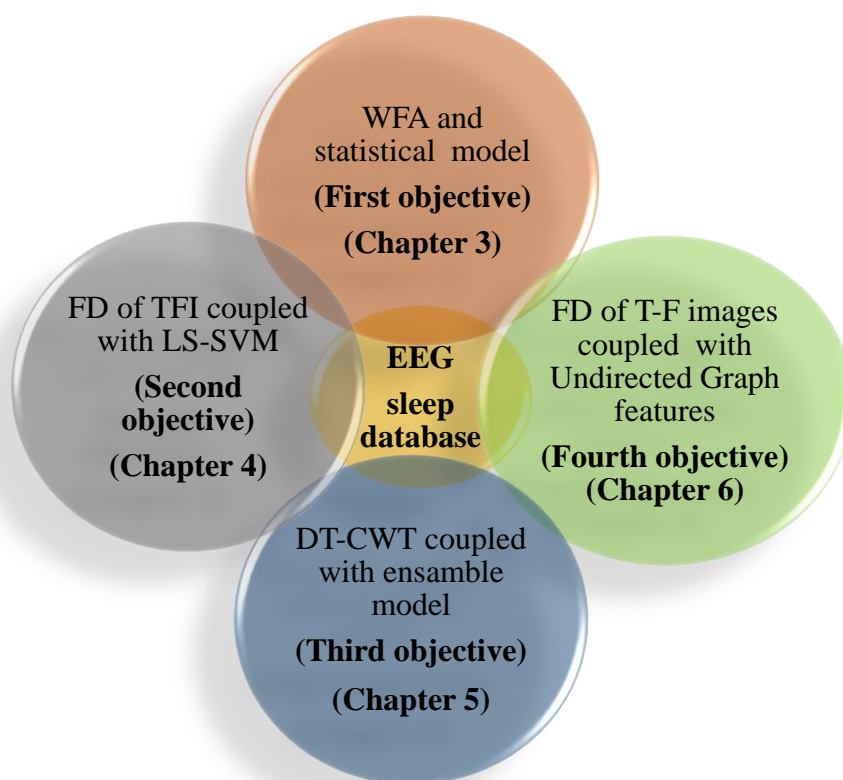 WFA and
statistical model
(First objective)
(Chapter 3)
FD of TFI coupled
with LS-SVM
(Second
objective)
(Chapter 4)
EEG
sleep
database
FD of T-F images
coupled with
Undirected Graph
features
(Fourth objective)
(Chapter 6)
DT-CWT coupled
with ensamble
model
(Third objective)
(Chapter 5)